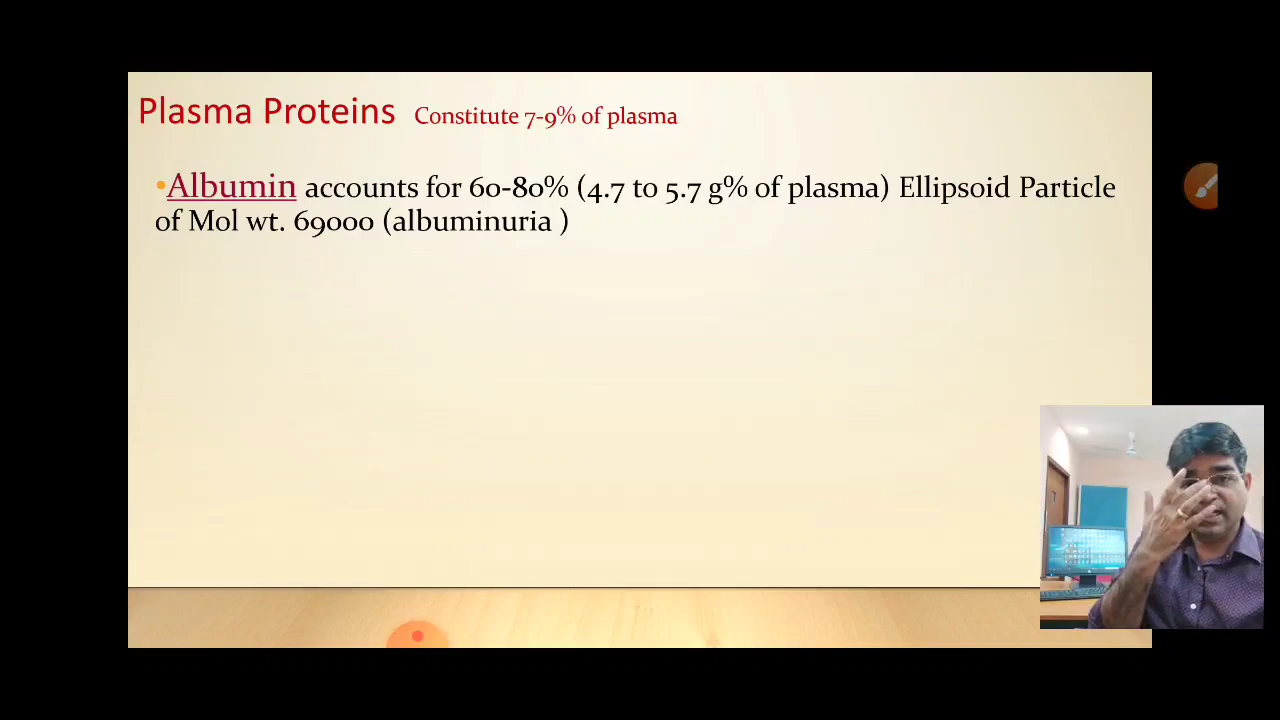 Plasma Proteins Constitute 7-9% of plasma
•Albumin accounts for 60-80% (4.7 to 5.7 g% of plasma) Ellipsoid Particle
of Mol wt. 69000 (albuminuria )